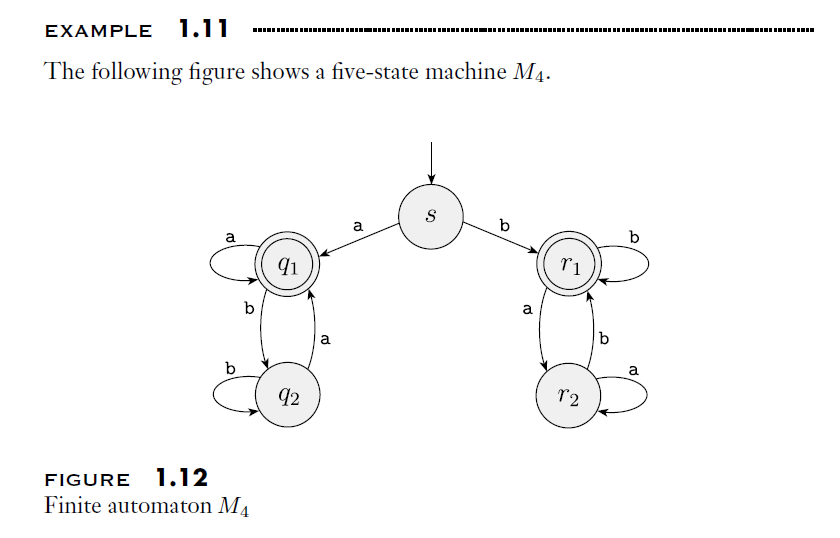 EXAMPLE 1.11
The following figure shows a five-state machine M₄.
s
a
b
a
q₁
r₁
b
b
a
a
b
b
q₂
r₂
a
FIGURE 1.12
Finite automaton M₄